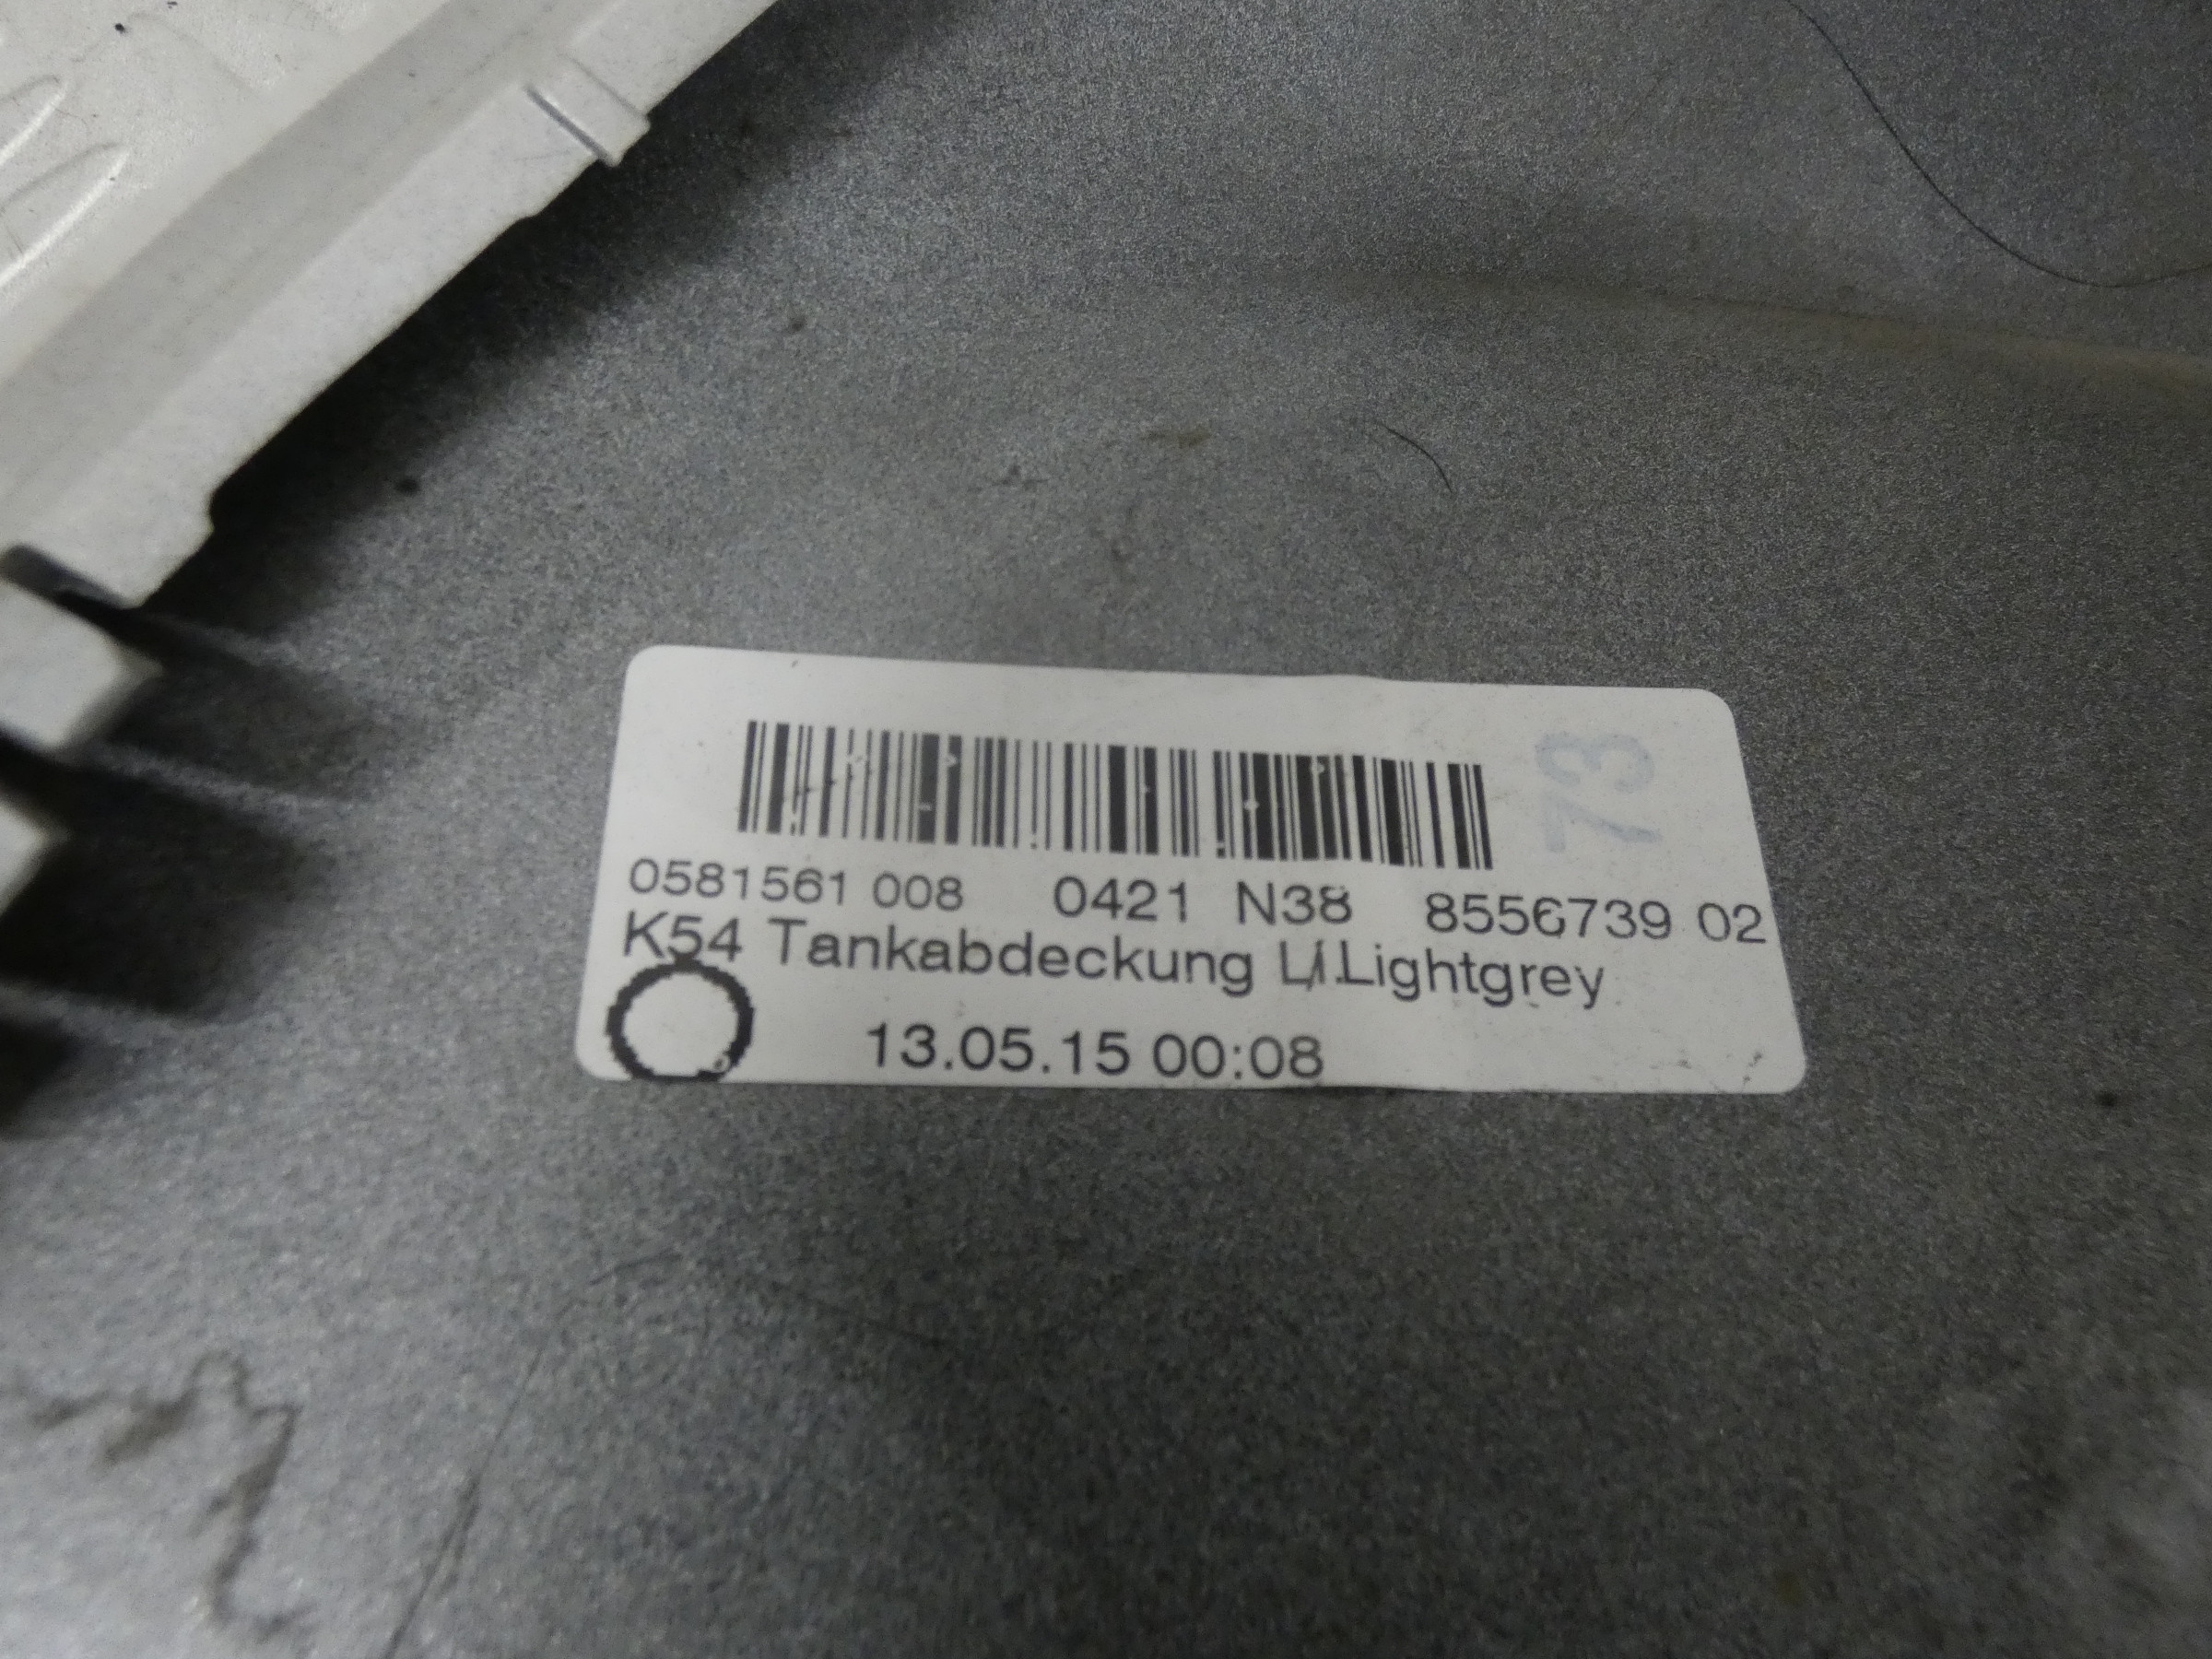 73
0581561 008 0421 N38 8556739 02
K54 Tankabdeckung Li.Lightgrey
13.05.15 00:08